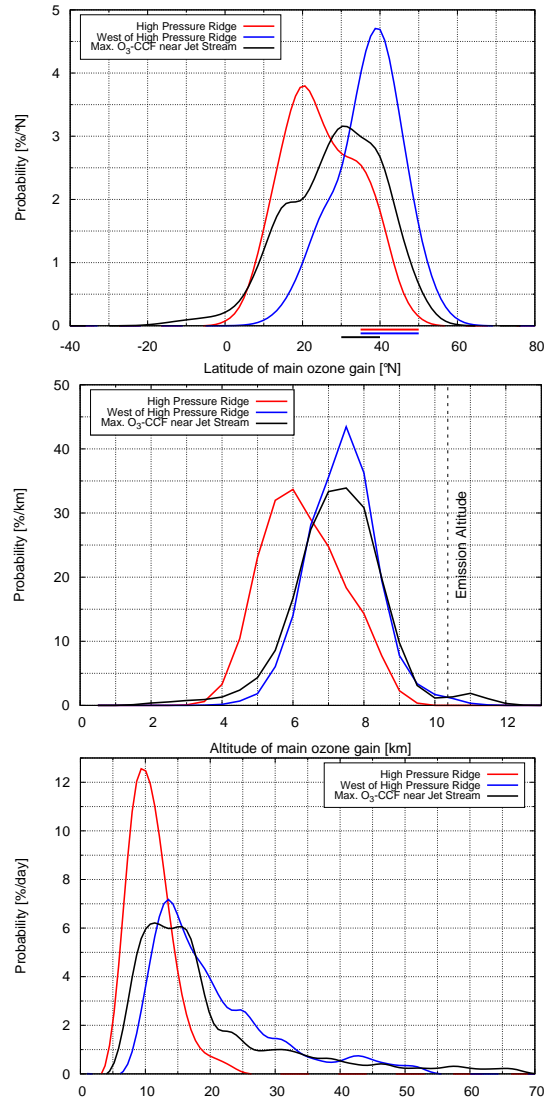 5
4
3
2
1
0
Probability [%/°N]
High Pressure Ridge
West of High Pressure Ridge
Max. O3-CCF near Jet Stream
-40 -20 0 20 40 60 80
Latitude of main ozone gain [°N]
50
40
30
20
10
0
Probability [%/km]
High Pressure Ridge
West of High Pressure Ridge
Max. O3-CCF near Jet Stream
Emission Altitude
0 2 4 6 8 10 12
Altitude of main ozone gain [km]
12
10
8
6
4
2
0
Probability [%/day]
High Pressure Ridge
West of High Pressure Ridge
Max. O3-CCF near Jet Stream
0 10 20 30 40 50 60 70